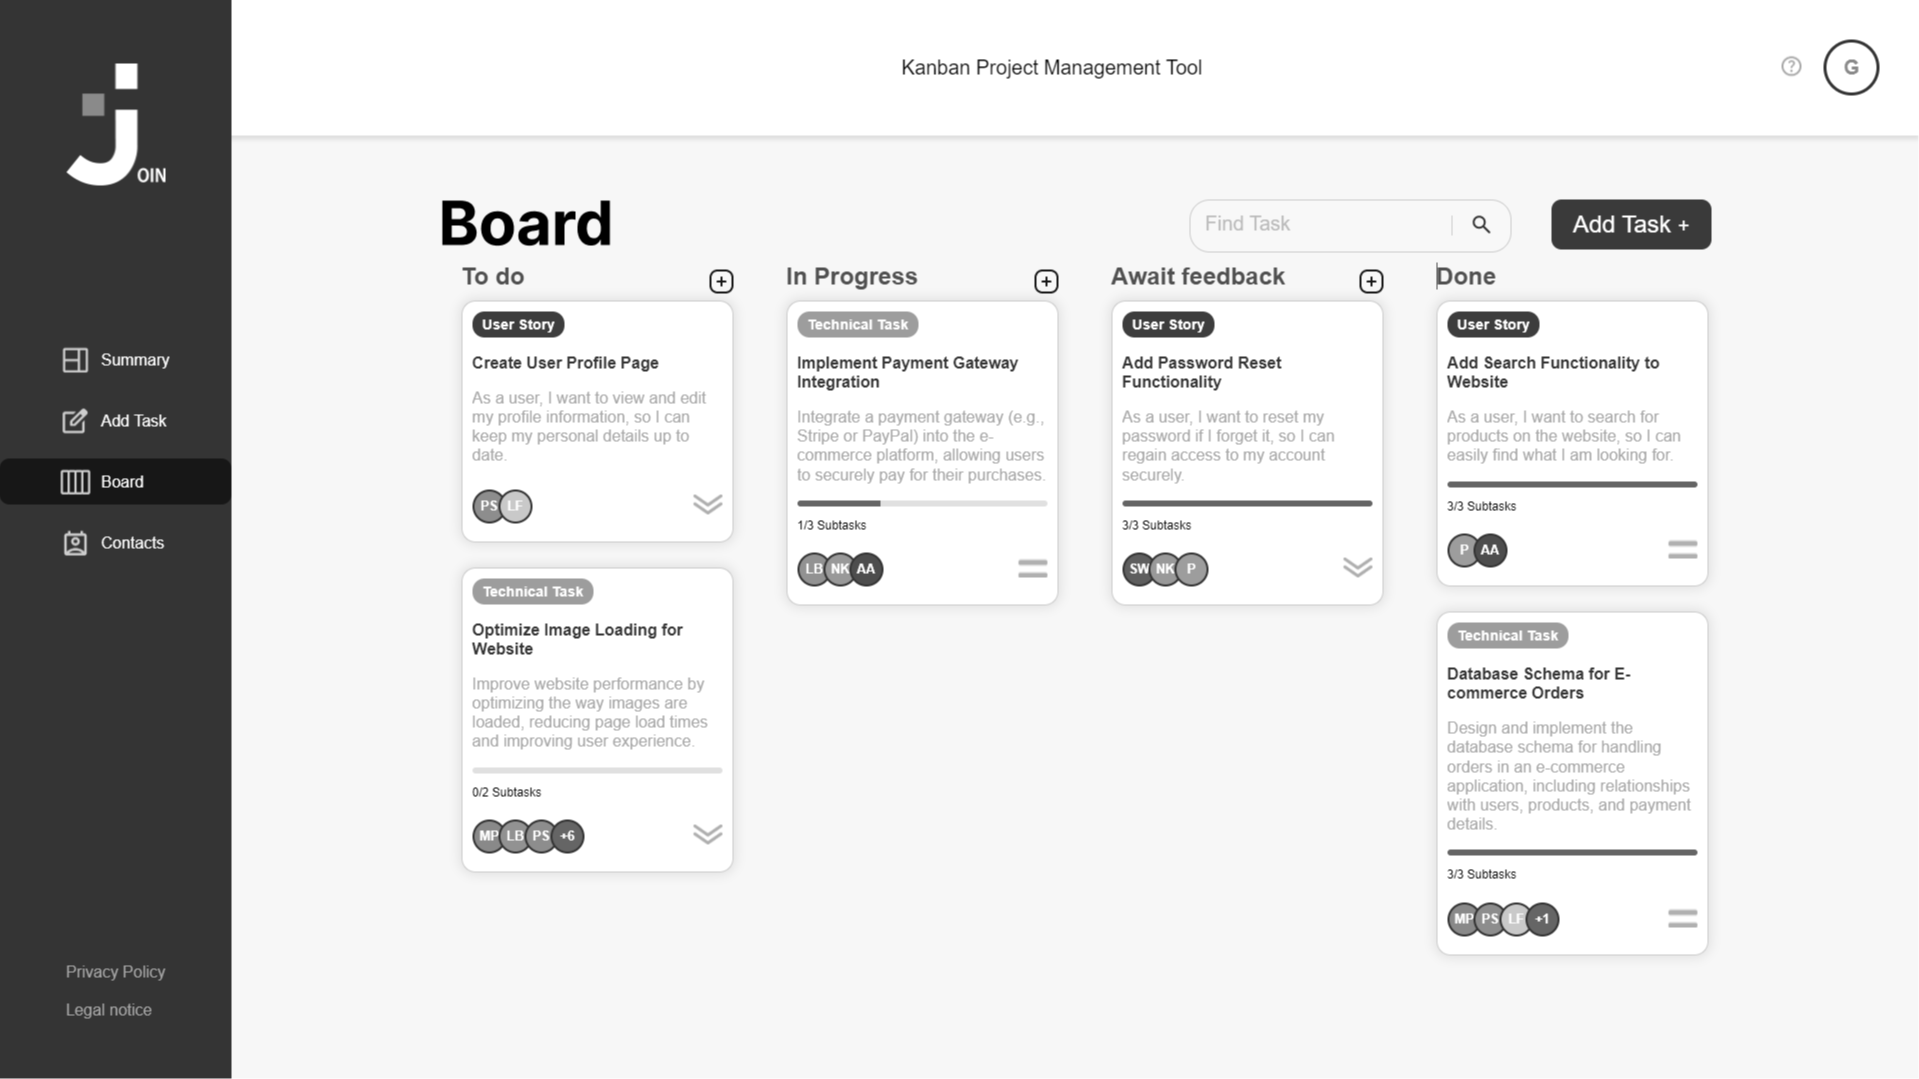 OIN
Summary
Add Task
Board
Contacts
Privacy Policy
Legal notice
Kanban Project Management Tool
G
Board
Find Task
Add Task +
To do
User Story
Create User Profile Page
As a user, I want to view and edit
my profile information, so I can
keep my personal details up to
date.
PS LF
Technical Task
Optimize Image Loading for
Website
Improve website performance by
optimizing the way images are
loaded, reducing page load times
and improving user experience.
0/2 Subtasks
MP LB PS +6
In Progress
Technical Task
Implement Payment Gateway
Integration
Integrate a payment gateway (e.g.,
Stripe or PayPal) into the e-
commerce platform, allowing users
to securely pay for their purchases.
1/3 Subtasks
LB NK AA
Await feedback
User Story
Add Password Reset
Functionality
As a user, I want to reset my
password if I forget it, so I can
regain access to my account
securely.
3/3 Subtasks
SW NK P
Done
User Story
Add Search Functionality to
Website
As a user, I want to search for
products on the website, so I can
easily find what I am looking for.
3/3 Subtasks
P AA
Technical Task
Database Schema for E-
commerce Orders
Design and implement the
database schema for handling
orders in an e-commerce
application, including relationships
with users, products, and payment
details.
3/3 Subtasks
MP PS LF +1